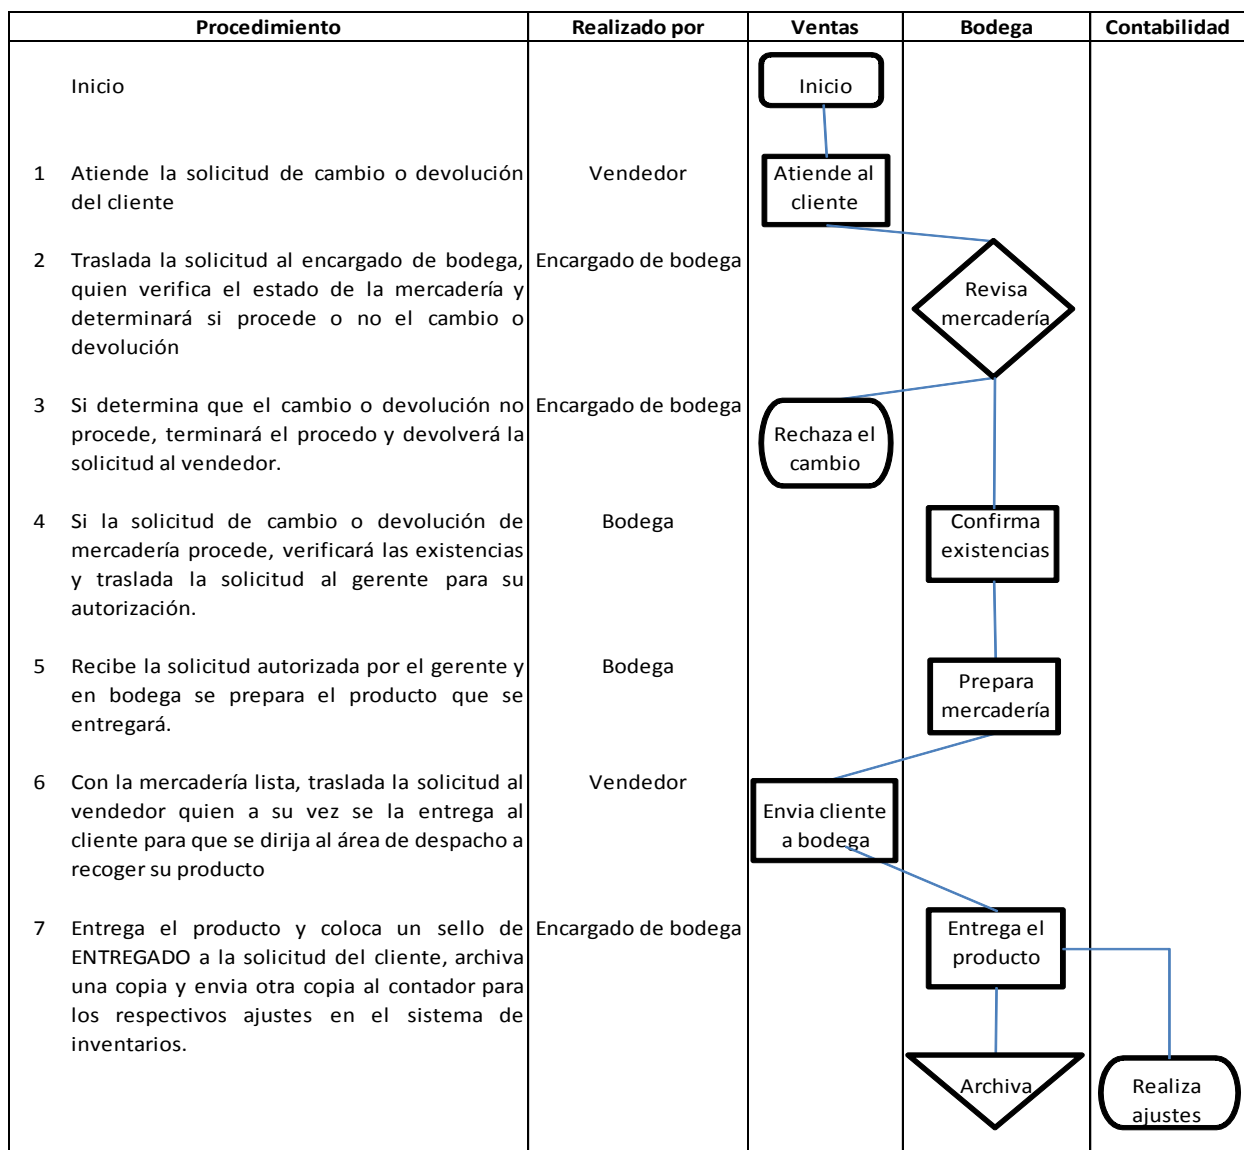 Procedimiento Realizado por Ventas Bodega Contabilidad
Inicio
Inicio
1 Atiende la solicitud de cambio o devolución
del cliente
Vendedor
Atiende al
cliente
2 Traslada la solicitud al encargado de bodega,
quien verifica el estado de la mercadería y
determinará si procede o no el cambio o
devolución
Encargado de bodega
Revisa
mercadería
3 Si determina que el cambio o devolución no
procede, terminará el procedo y devolverá la
solicitud al vendedor.
Encargado de bodega
Rechaza el
cambio
4 Si la solicitud de cambio o devolución de
mercadería procede, verificará las existencias
y traslada la solicitud al gerente para su
autorización.
Bodega
Confirma
existencias
5 Recibe la solicitud autorizada por el gerente y
en bodega se prepara el producto que se
entregará.
Bodega
Prepara
mercadería
6 Con la mercadería lista, traslada la solicitud al
vendedor quien a su vez se la entrega al
cliente para que se dirija al área de despacho a
recoger su producto
Vendedor
Envia cliente
a bodega
7 Entrega el producto y coloca un sello de
ENTREGADO a la solicitud del cliente, archiva
una copia y envia otra copia al contador para
los respectivos ajustes en el sistema de
inventarios.
Encargado de bodega
Entrega el
producto
Archiva
Realiza
ajustes